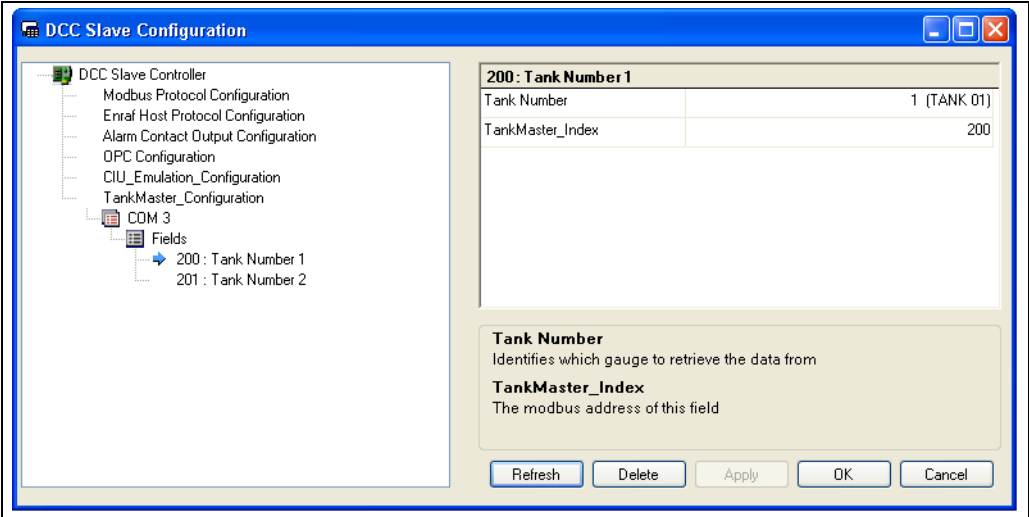 DCC Slave Configuration
DCC Slave Controller
Modbus Protocol Configuration
Enraf Host Protocol Configuration
Alarm Contact Output Configuration
OPC Configuration
CIU_Emulation_Configuration
TankMaster_Configuration
COM 3
Fields
200 : Tank Number 1
201 : Tank Number 2
200 : Tank Number 1
Tank Number 1 (TANK 01)
TankMaster_Index 200
Tank Number
Identifies which gauge to retrieve the data from
TankMaster_Index
The modbus address of this field
Refresh Delete Apply OK Cancel